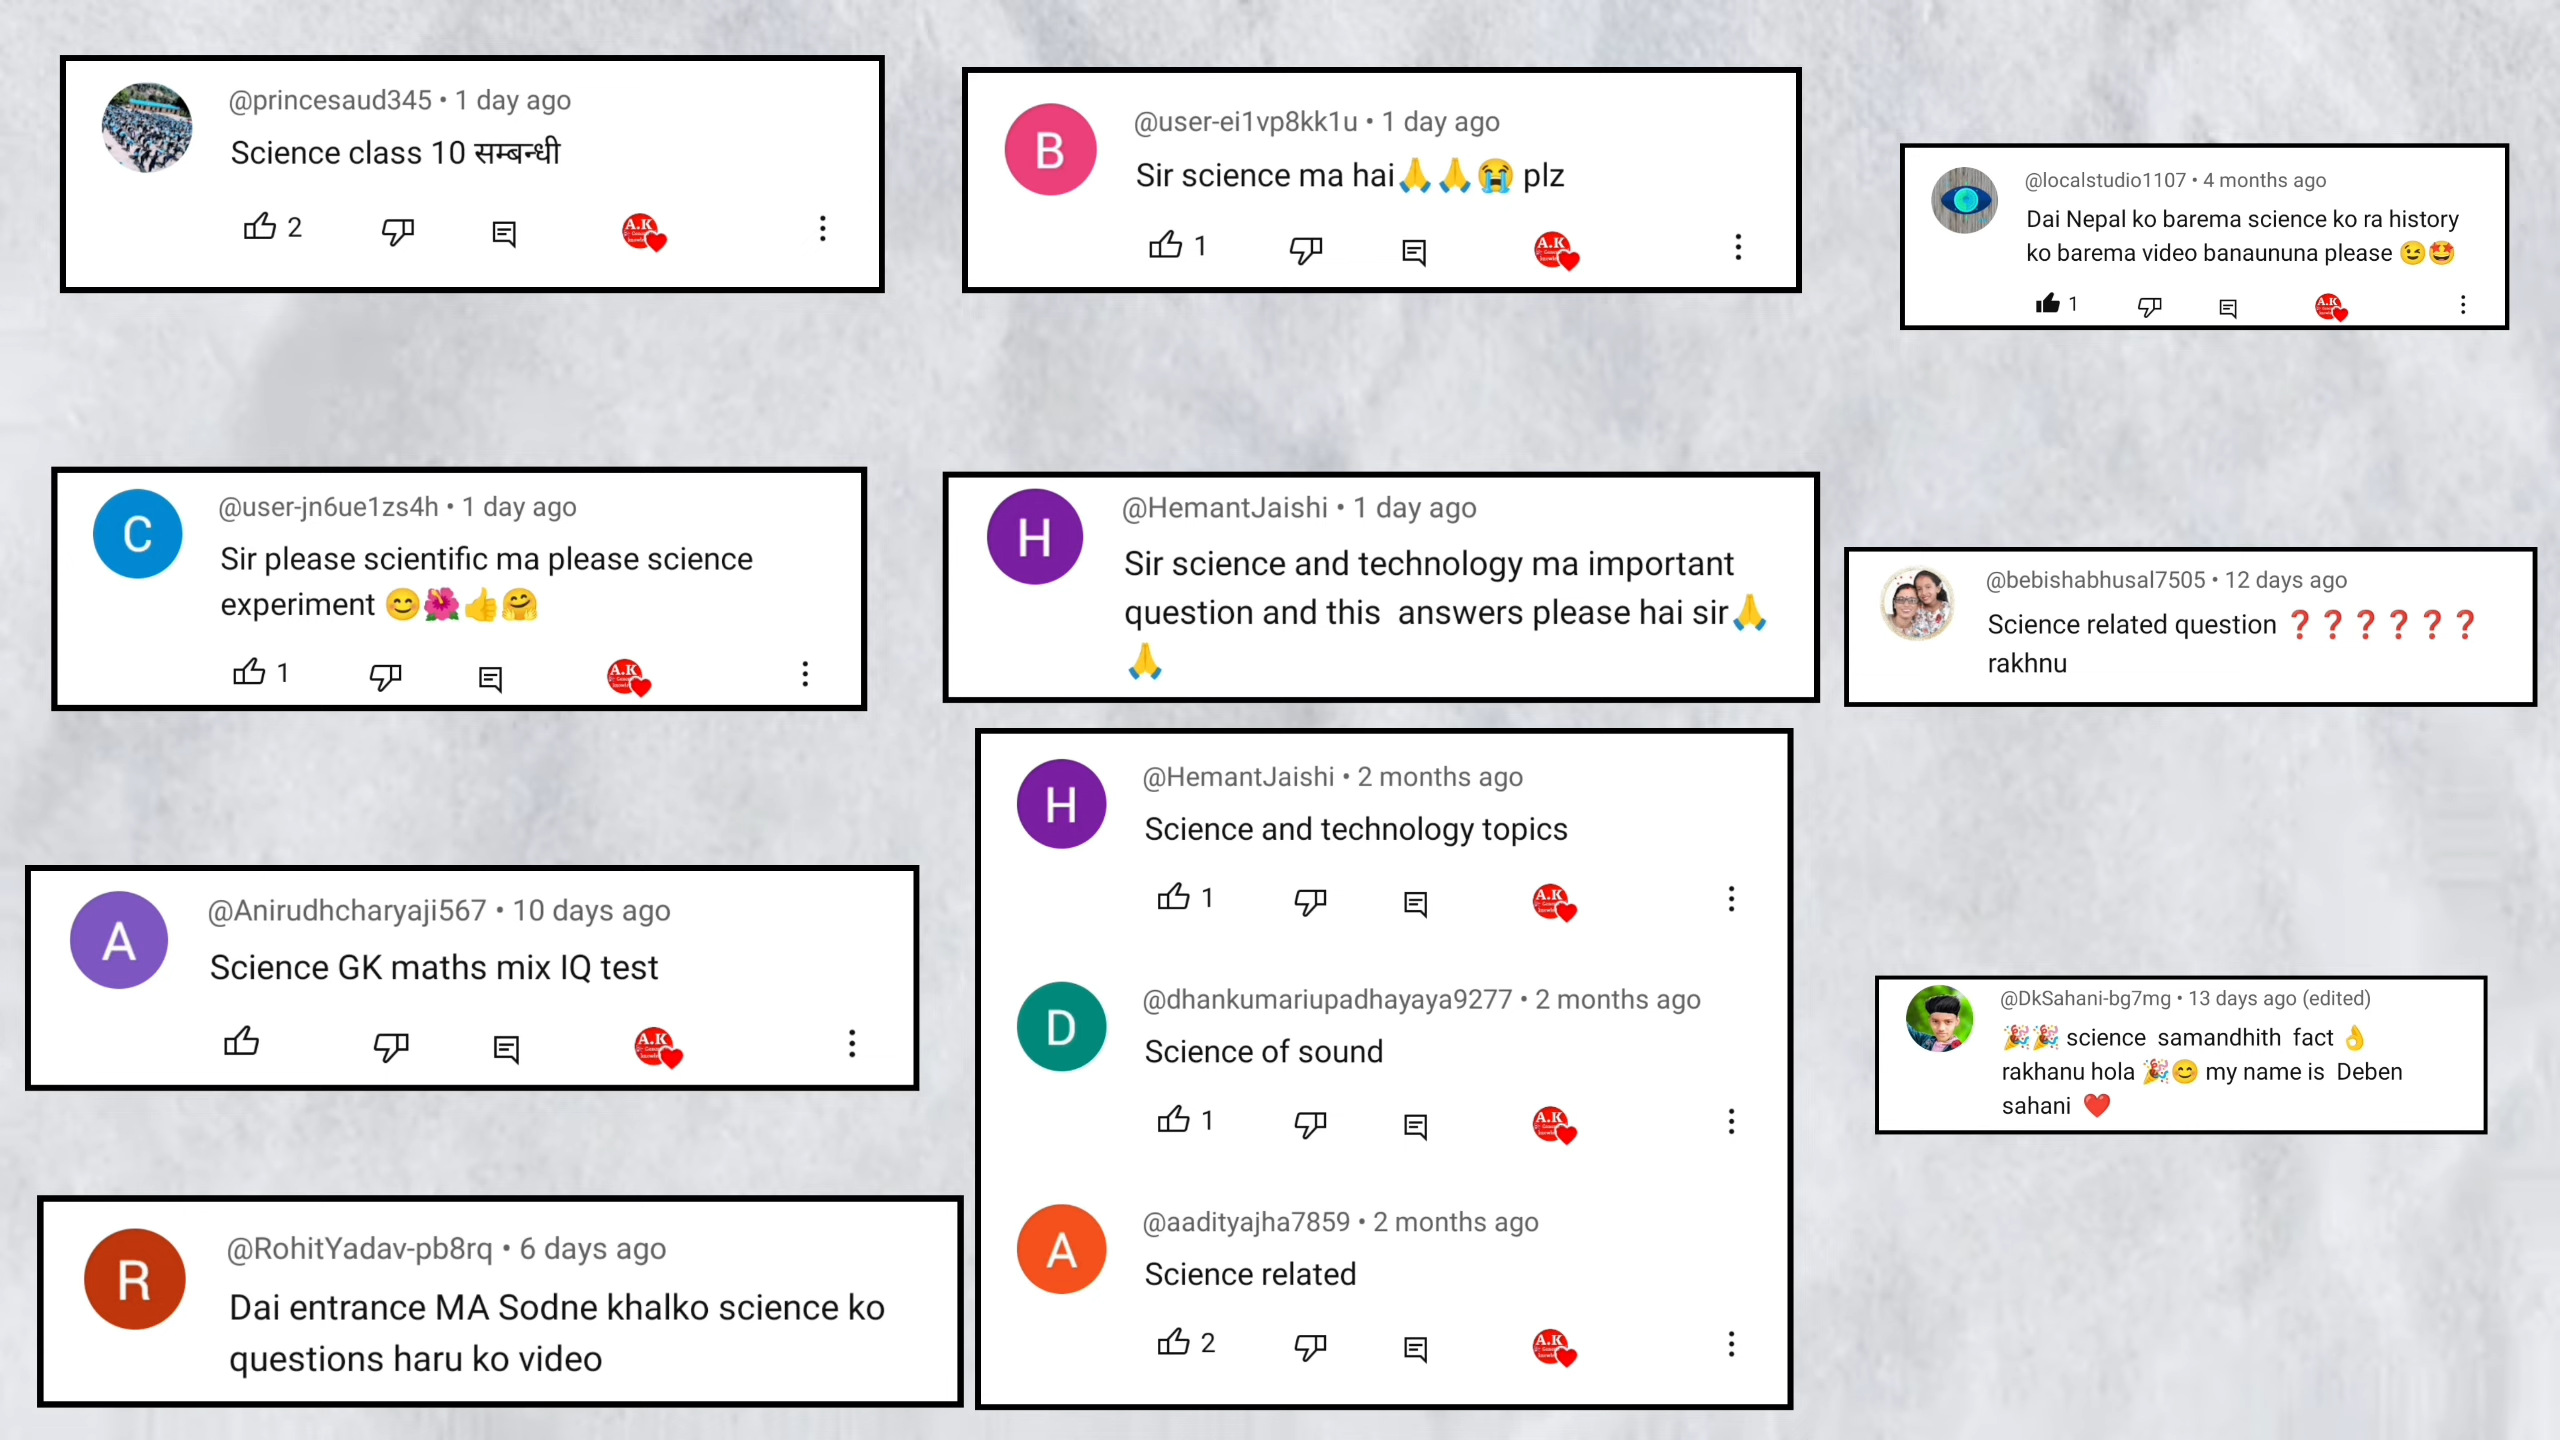 @princesaud345 • 1 day ago
Science class 10 सम्बन्धी
2
A.K
B
@user-ei1vp8kk1u • 1 day ago
Sir science ma hai🙏🙏😭 plz
1
A.K
@localstudio1107 • 4 months ago
Dai Nepal ko barema science ko ra history
ko barema video banaununa please 😉🤩
1
A.K
C
@user-jn6ue1zs4h • 1 day ago
Sir please scientific ma please science
experiment 😊🌺👍🤗
1
A.K
H
@HemantJaishi • 1 day ago
Sir science and technology ma important
question and this answers please hai sir🙏
🙏
@bebishabhusal7505 • 12 days ago
Science related question ❓❓❓❓❓❓
rakhnu
A
@Anirudhcharyaji567 • 10 days ago
Science GK maths mix IQ test
A.K
H
@HemantJaishi • 2 months ago
Science and technology topics
1
A.K
D
@dhankumariupadhayaya9277 • 2 months ago
Science of sound
1
A.K
A
@aadityajha7859 • 2 months ago
Science related
2
A.K
@DkSahani-bg7mg • 13 days ago (edited)
🎉🎉 science samandhith fact 👌
rakhanu hola 🎉😊 my name is Deben
sahani ❤️
R
@RohitYadav-pb8rq • 6 days ago
Dai entrance MA Sodne khalko science ko
questions haru ko video